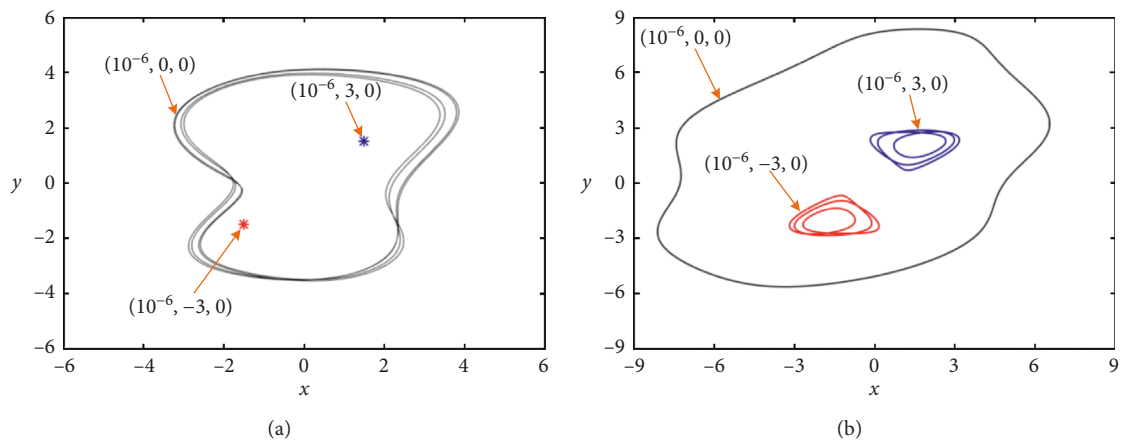 6
4
2
0
−2
−4
−6
y
(10⁻⁶, 0, 0)
(10⁻⁶, 3, 0)
(10⁻⁶, −3, 0)
−6 −4 −2 0 2 4 6
x
(a)
9
6
3
0
−3
−6
−9
y
(10⁻⁶, 0, 0)
(10⁻⁶, 3, 0)
(10⁻⁶, −3, 0)
−9 −6 −3 0 3 6 9
x
(b)